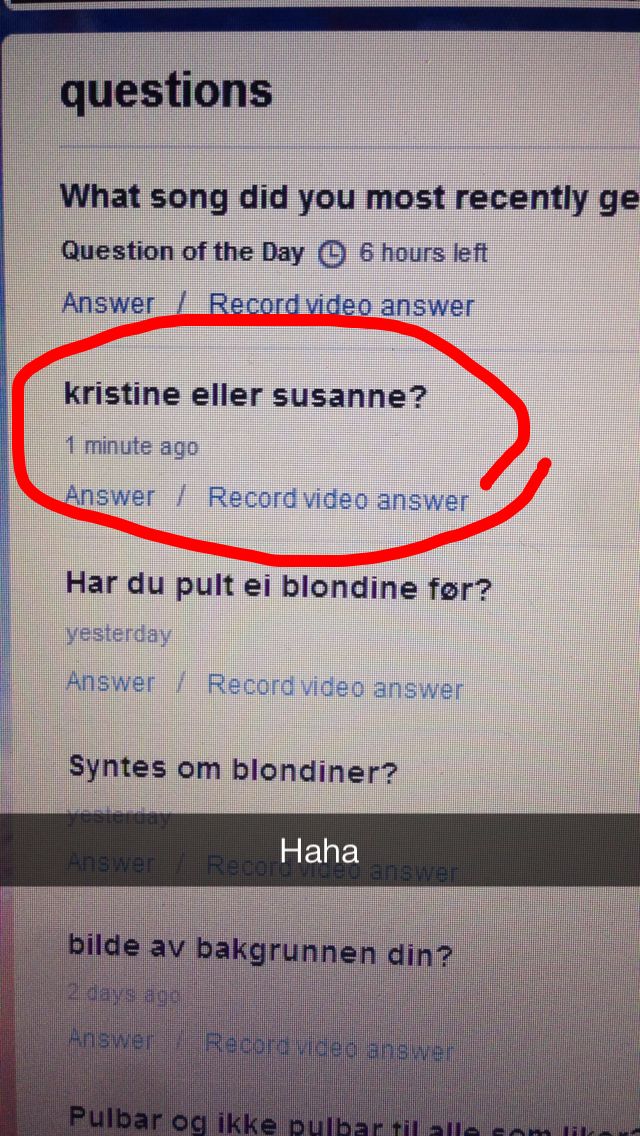 questions
What song did you most recently ge
Question of the Day 6 hours left
Answer / Record video answer
kristine eller susanne?
1 minute ago
Answer / Record video answer
Har du pult ei blondine før?
yesterday
Answer / Record video answer
Syntes om blondiner?
yesterday
Haha
Answer / Record video answer
bilde av bakgrunnen din?
2 days ago
Answer / Record video answer
Pulbar og ikke pulbar til alle som liker